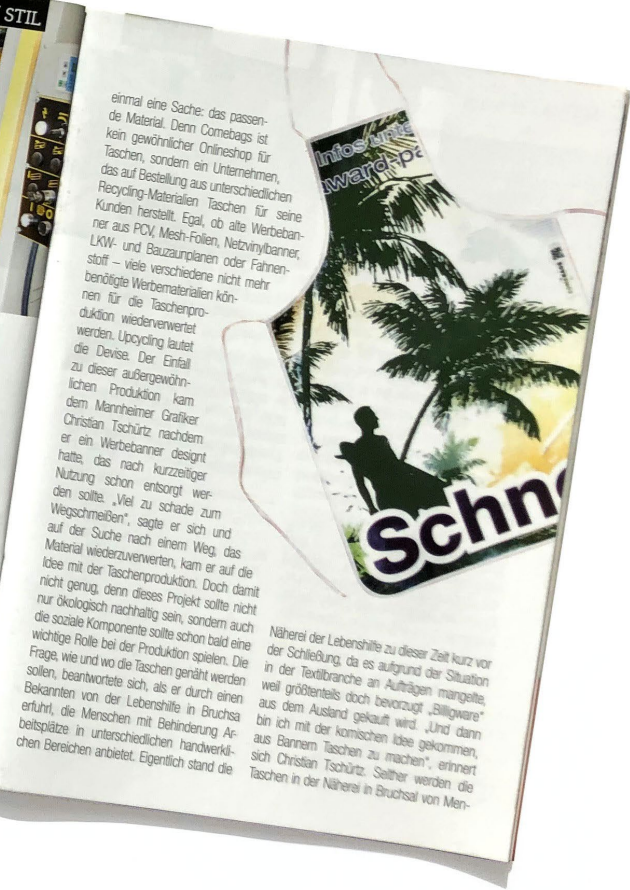 STIL
einmal eine Sache: das passen-
de Material. Denn Comebags ist
kein gewöhnlicher Onlineshop für
Taschen, sondern ein Unternehmen,
das auf Bestellung aus unterschiedlichen
Recycling-Materialien Taschen für seine
Kunden herstellt. Egal, ob alte Werbeban-
ner aus PCV, Mesh-Folien, Netzvinylbanner,
LKW- und Bauzaunplanen oder Fahnen-
stoff – viele verschiedene nicht mehr
benötigte Werbematerialien kön-
nen für die Taschenpro-
duktion wiederverwertet
werden. Upcycling lautet
die Devise. Der Einfall
zu dieser außergewöhn-
lichen Produktion kam
dem Mannheimer Grafiker
Christian Tschürtz nachdem
er ein Werbebanner designt
hatte, das nach kurzzeitiger
Nutzung schon entsorgt wer-
den sollte. „Viel zu schade zum
Wegschmeißen“, sagte er sich und
auf der Suche nach einem Weg, das
Material wiederzuverwerten, kam er auf die
Idee mit der Taschenproduktion. Doch damit
nicht genug, denn dieses Projekt sollte nicht
nur ökologisch nachhaltig sein, sondern auch
die soziale Komponente sollte schon bald eine
wichtige Rolle bei der Produktion spielen. Die
Frage, wie und wo die Taschen genäht werden
sollen, beantwortete sich, als er durch einen
Bekannten von der Lebenshilfe in Bruchsa
erfuhrl, die Menschen mit Behinderung Ar-
beitsplätze in unterschiedlichen handwerkli-
chen Bereichen anbietet. Eigentlich stand die
Infos unte
award-pa
Schne
Näherei der Lebenshilfe zu dieser Zeit kurz vor
der Schließung, da es aufgrund der Situation
in der Textilbranche an Aufträgen mangelte,
weil größtenteils doch bevorzugt „Billigware“
aus dem Ausland gekauft wird. „Und dann
bin ich mit der komischen Idee gekommen,
aus Bannern Taschen zu machen“, erinnert
sich Christian Tschürtz. Seither werden die
Taschen in der Näherei in Bruchsal von Men-